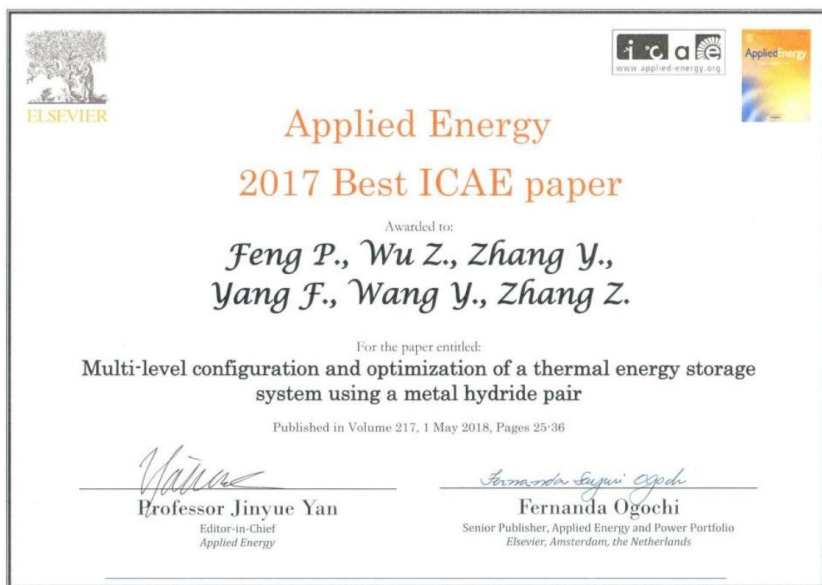 ELSEVIER
icae
www.applied-energy.org
AppliedEnergy
Applied Energy
2017 Best ICAE paper
Awarded to:
Feng P., Wu Z., Zhang Y.,
Yang F., Wang Y., Zhang Z.
For the paper entitled:
Multi-level configuration and optimization of a thermal energy storage
system using a metal hydride pair
Published in Volume 217, 1 May 2018, Pages 25-36
Fernanda Sayuri Ogochi
Professor Jinyue Yan
Fernanda Ogochi
Editor-in-Chief
Senior Publisher, Applied Energy and Power Portfolio
Applied Energy
Elsevier, Amsterdam, the Netherlands